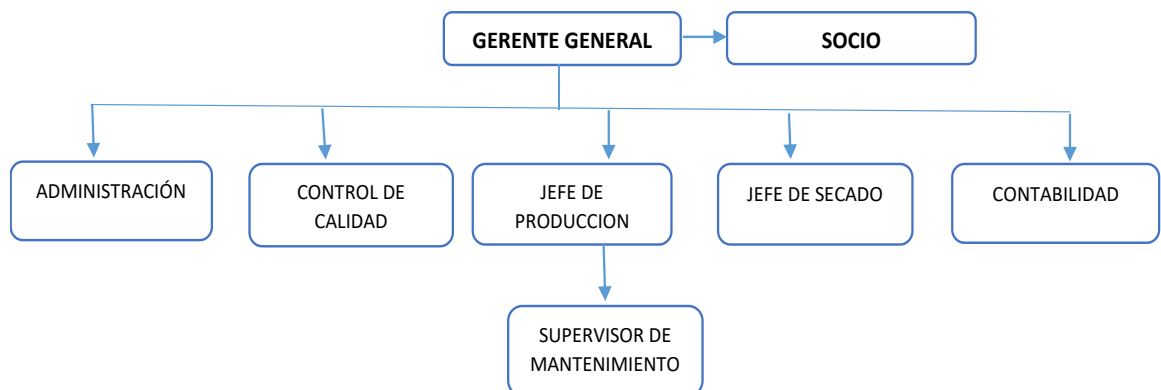 GERENTE GENERAL
SOCIO
ADMINISTRACIÓN
CONTROL DE
CALIDAD
JEFE DE
PRODUCCION
JEFE DE SECADO
CONTABILIDAD
SUPERVISOR DE
MANTENIMIENTO